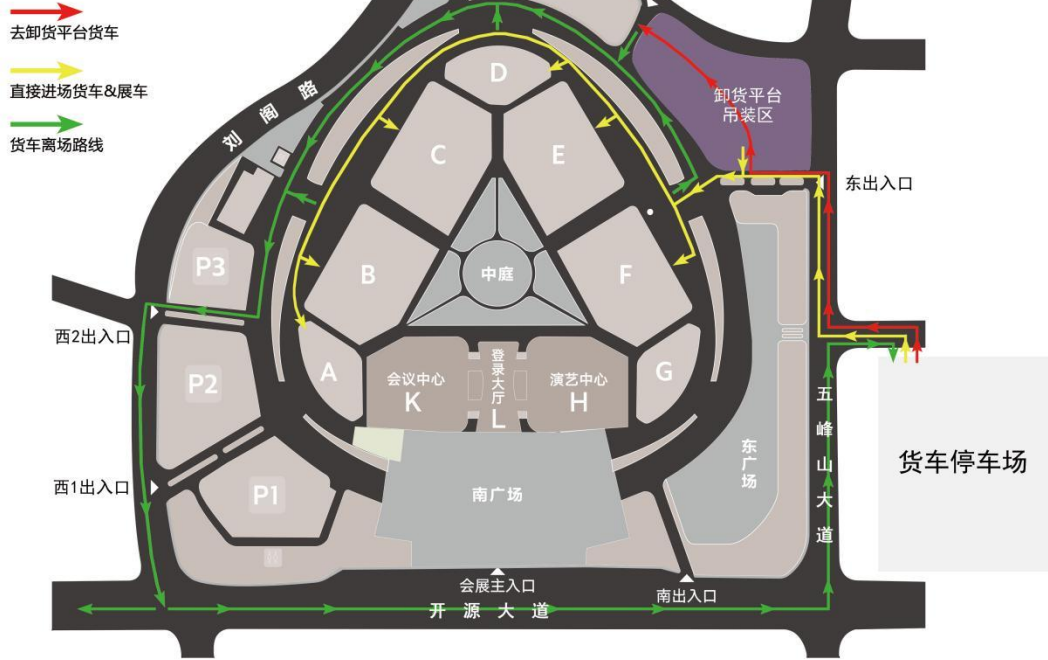 去卸货平台货车
直接进场货车&展车
货车离场路线
刘阁路
D
卸货平台
吊装区
C
E
东出入口
P3
B
中庭
F
西2出入口
P2
A
会议中心
K
登录大厅
L
演艺中心
H
G
五峰山大道
东广场
货车停车场
西1出入口
P1
南广场
会展主入口
南出入口
开源大道